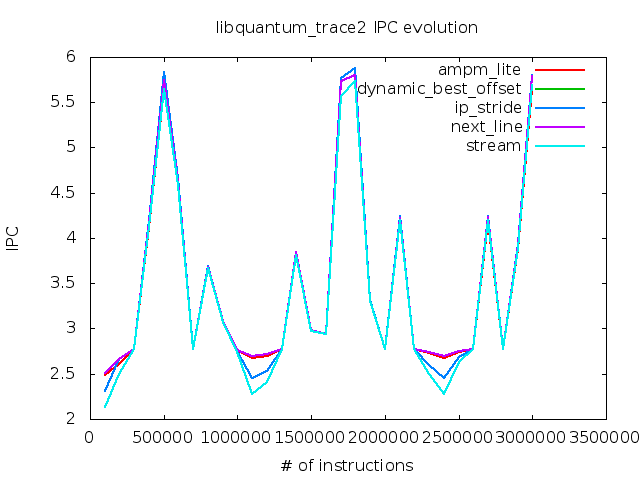 libquantum_trace2 IPC evolution
6
5.5
5
4.5
4
3.5
3
2.5
2
IPC
ampm_lite
dynamic_best_offset
ip_stride
next_line
stream
0 500000 1000000 1500000 2000000 2500000 3000000 3500000
# of instructions